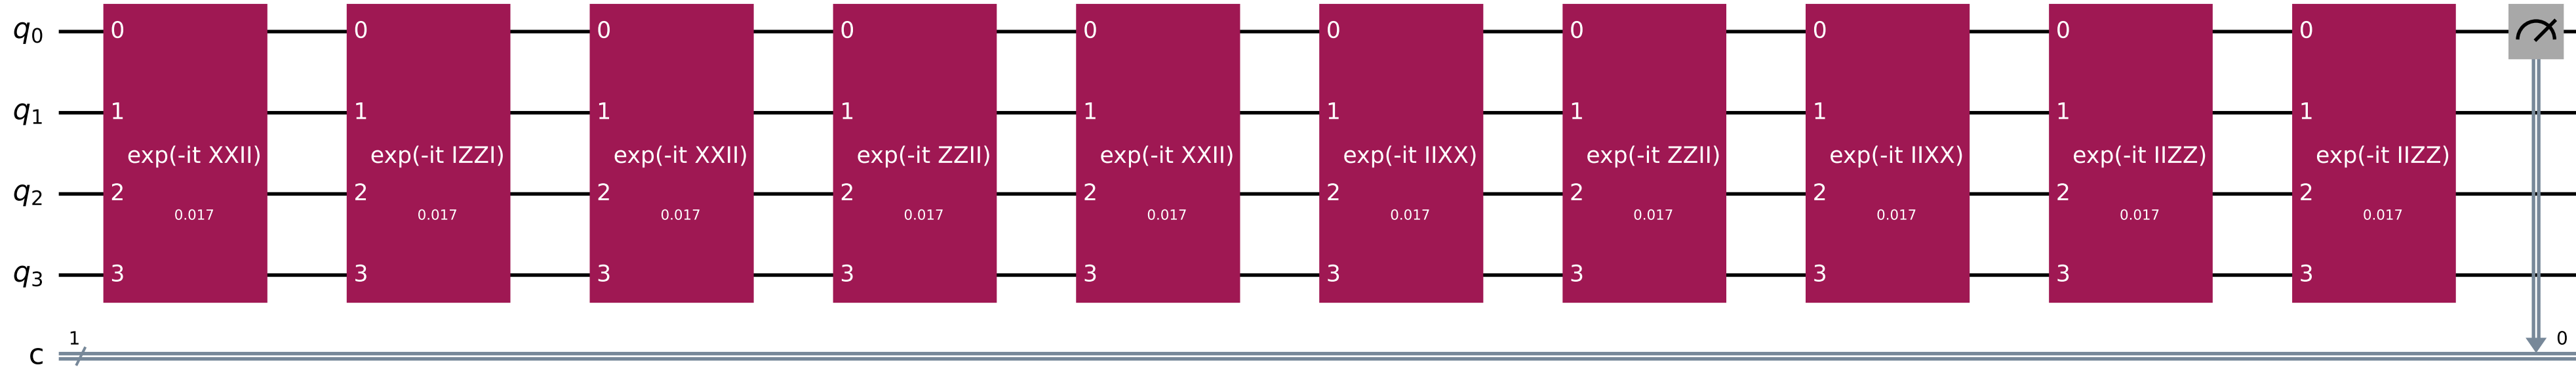 q0 0 0 0 0 0 0 0 0 0 0
q1 1 1 1 1 1 1 1 1 1 1
exp(-it XXII) exp(-it IZZI) exp(-it XXII) exp(-it ZZII) exp(-it XXII) exp(-it IIXX) exp(-it ZZII) exp(-it IIXX) exp(-it IIZZ) exp(-it IIZZ)
q2 2 2 2 2 2 2 2 2 2 2
0.017 0.017 0.017 0.017 0.017 0.017 0.017 0.017 0.017 0.017
q3 3 3 3 3 3 3 3 3 3 3
1 0
c